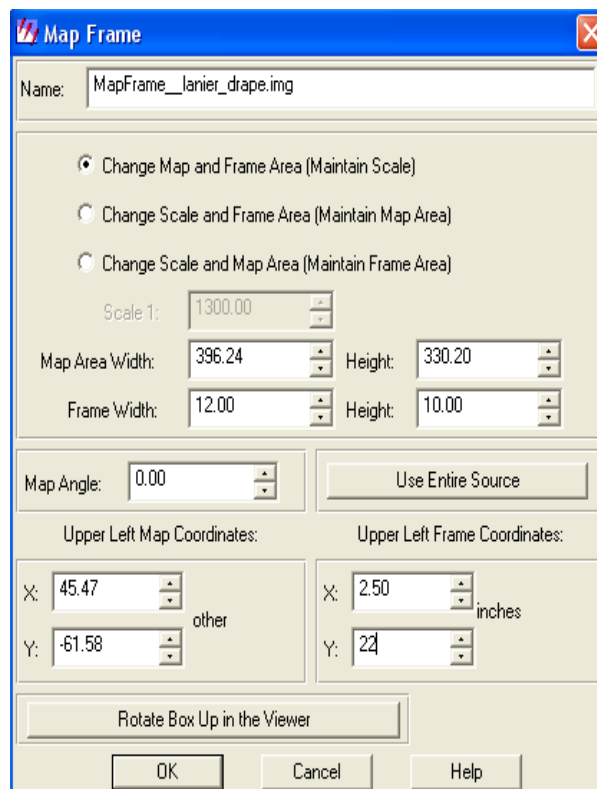 Map Frame
Name: MapFrame__lanier_drape.img
Change Map and Frame Area (Maintain Scale)
Change Scale and Frame Area (Maintain Map Area)
Change Scale and Map Area (Maintain Frame Area)
Scale 1: 1300.00
Map Area Width: 396.24 Height: 330.20
Frame Width: 12.00 Height: 10.00
Map Angle: 0.00 Use Entire Source
Upper Left Map Coordinates: Upper Left Frame Coordinates:
X: 45.47 X: 2.50
other inches
Y: -61.58 Y: 22
Rotate Box Up in the Viewer
OK Cancel Help